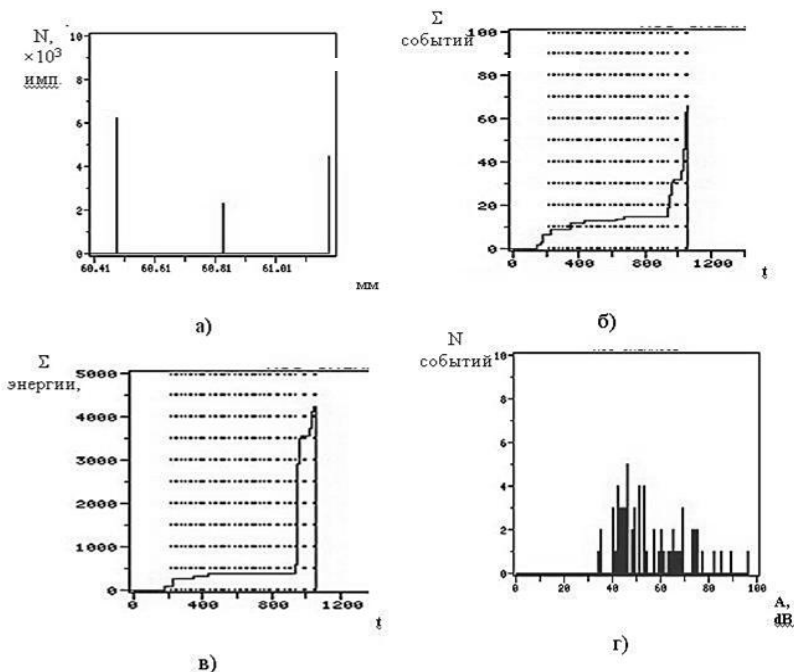 N,
×10³
имп.
10
8
6
4
2
0
60.41 60.61 60.81 61.01
мм
а)
Σ
событий
100
80
60
40
20
0
0 400 800 1200
t
б)
Σ
энергии,
5000
4000
3000
2000
1000
0
0 400 800 1200
t
в)
N
событий
10
8
6
4
2
0
0 20 40 60 80 100
А,
dB
г)